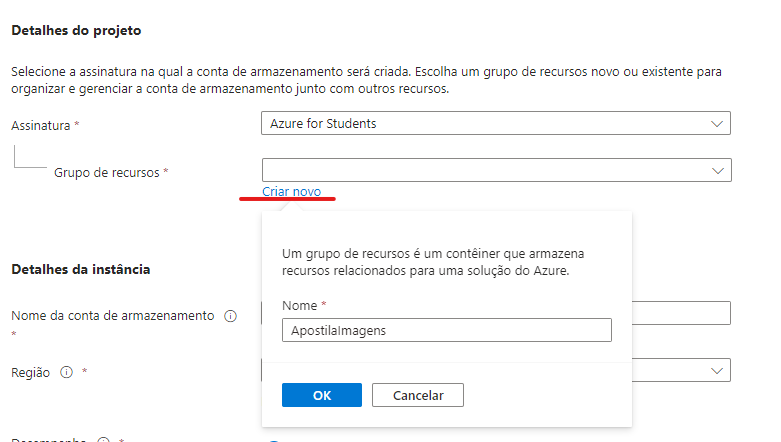 Detalhes do projeto
Selecione a assinatura na qual a conta de armazenamento será criada. Escolha um grupo de recursos novo ou existente para
organizar e gerenciar a conta de armazenamento junto com outros recursos.
Assinatura *
Azure for Students
Grupo de recursos *
Criar novo
Um grupo de recursos é um contêiner que armazena
recursos relacionados para uma solução do Azure.
Detalhes da instância
Nome *
Nome da conta de armazenamento
*
ApostilaImagens
Região *
OK
Cancelar